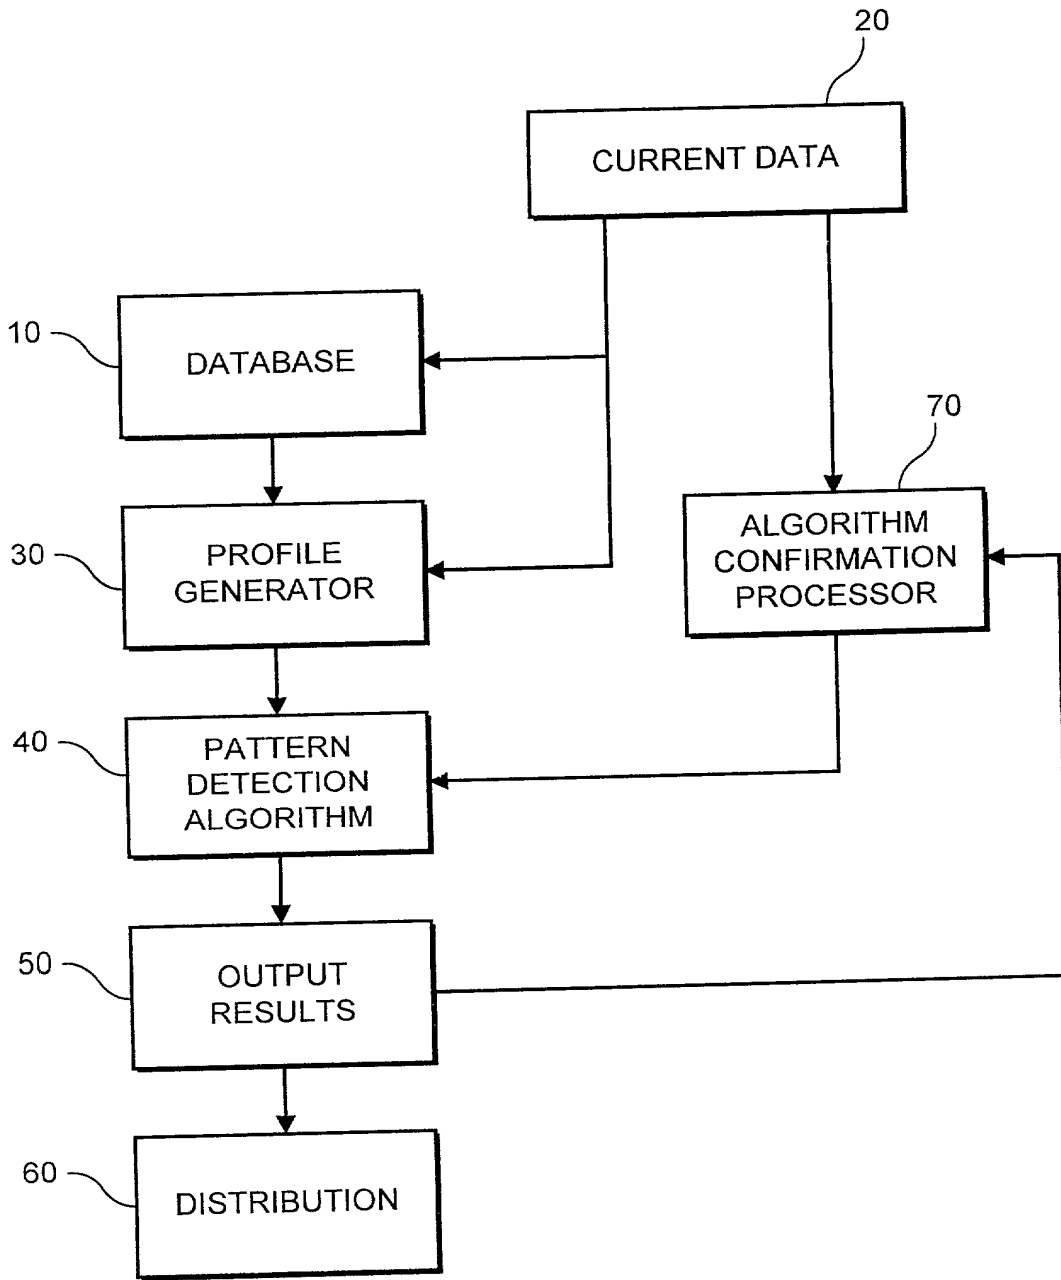 20
CURRENT DATA
10
DATABASE
70
ALGORITHM
CONFIRMATION
PROCESSOR
30
PROFILE
GENERATOR
40
PATTERN
DETECTION
ALGORITHM
50
OUTPUT
RESULTS
60
DISTRIBUTION